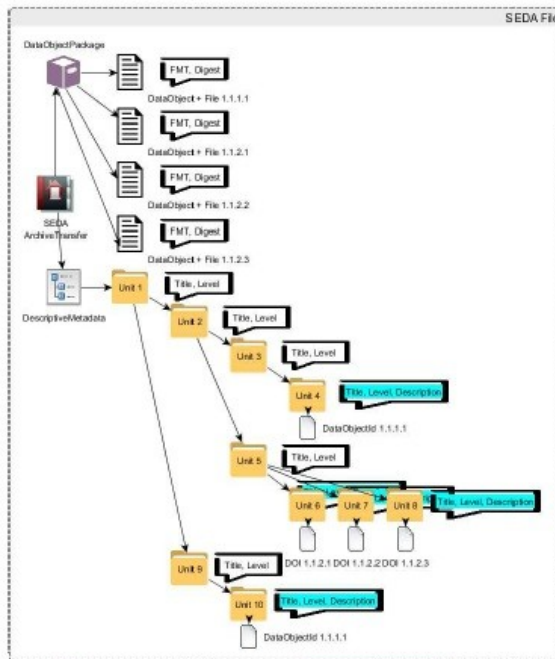 SEDA File
DataObjectPackage
FMT, Digest
DataObject + File 1.1.1.1
FMT, Digest
DataObject + File 1.1.2.1
FMT, Digest
DataObject + File 1.1.2.2
SEDA
ArchiveTransfer
FMT, Digest
DataObject + File 1.1.2.3
DescriptiveMetadata
Unit 1
Title, Level
Unit 2
Title, Level
Unit 3
Title, Level
Unit 4
Title, Level, Description
DataObjectId 1.1.1.1
Unit 5
Title, Level
Unit 6
Unit 7
Unit 8
Title, Level, Description
DOI 1.1.2.1
DOI 1.1.2.2
DOI 1.1.2.3
Unit 9
Title, Level
Unit 10
Title, Level, Description
DataObjectId 1.1.1.1